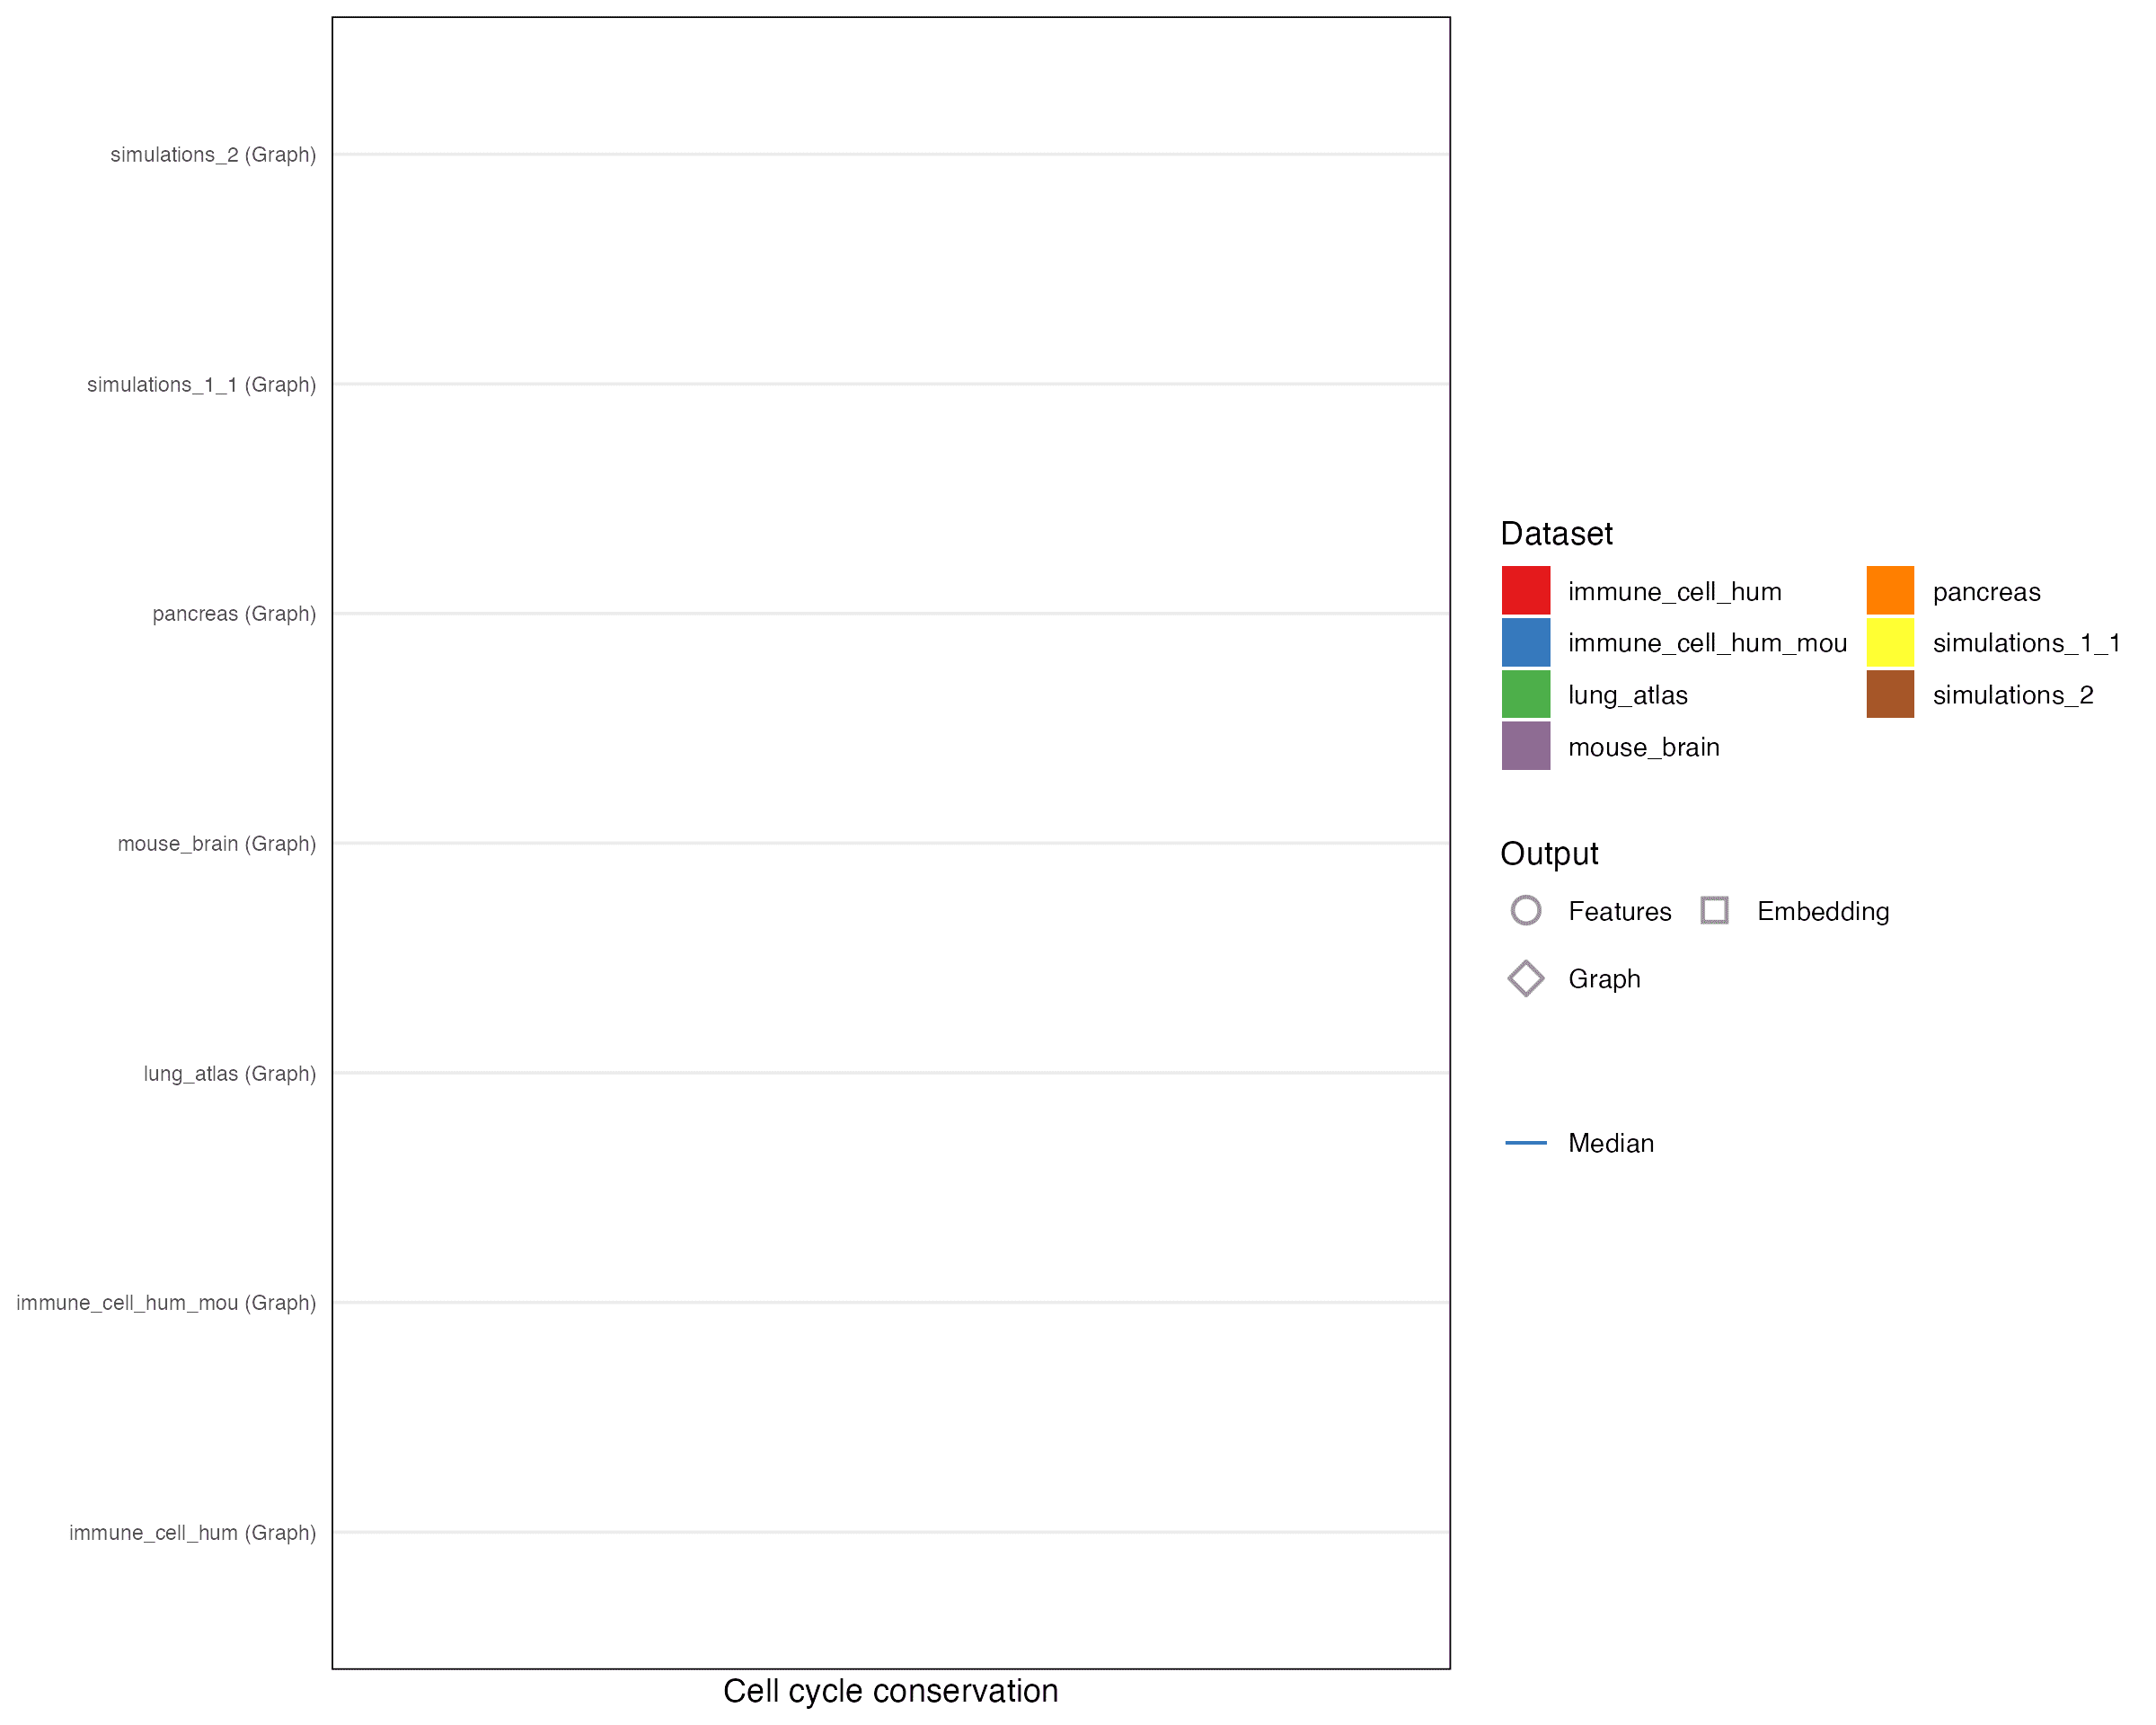 simulations_2 (Graph)
simulations_1_1 (Graph)
pancreas (Graph)
mouse_brain (Graph)
lung_atlas (Graph)
immune_cell_hum_mou (Graph)
immune_cell_hum (Graph)
Cell cycle conservation
Dataset
immune_cell_hum
immune_cell_hum_mou
lung_atlas
mouse_brain
pancreas
simulations_1_1
simulations_2
Output
Features
Embedding
Graph
Median